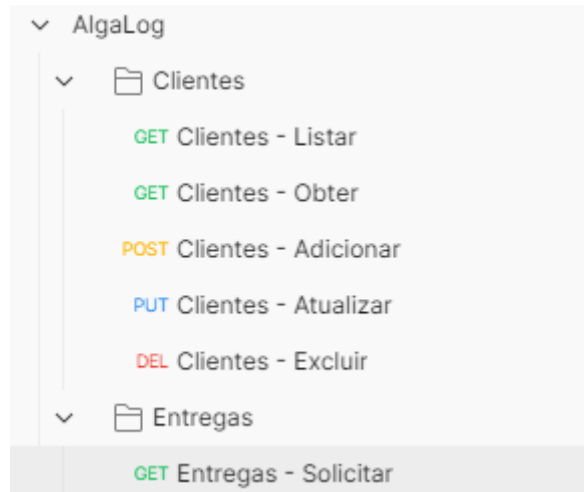 AlgaLog
Clientes
GET Clientes - Listar
GET Clientes - Obter
POST Clientes - Adicionar
PUT Clientes - Atualizar
DEL Clientes - Excluir
Entregas
GET Entregas - Solicitar